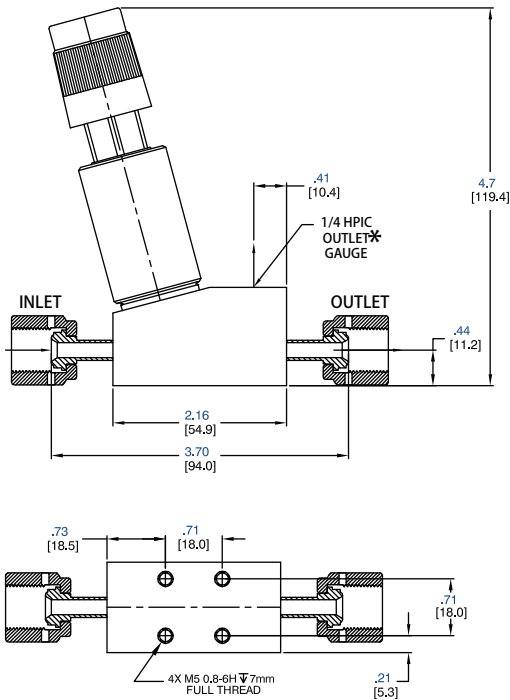 .41
[10.4]
4.7
[119.4]
1/4 HPIC
OUTLET*
GAUGE
INLET
OUTLET
.44
[11.2]
2.16
[54.9]
3.70
[94.0]
.73
[18.5]
.71
[18.0]
.71
[18.0]
4X M5 0.8-6H ↧ 7mm
FULL THREAD
.21
[5.3]